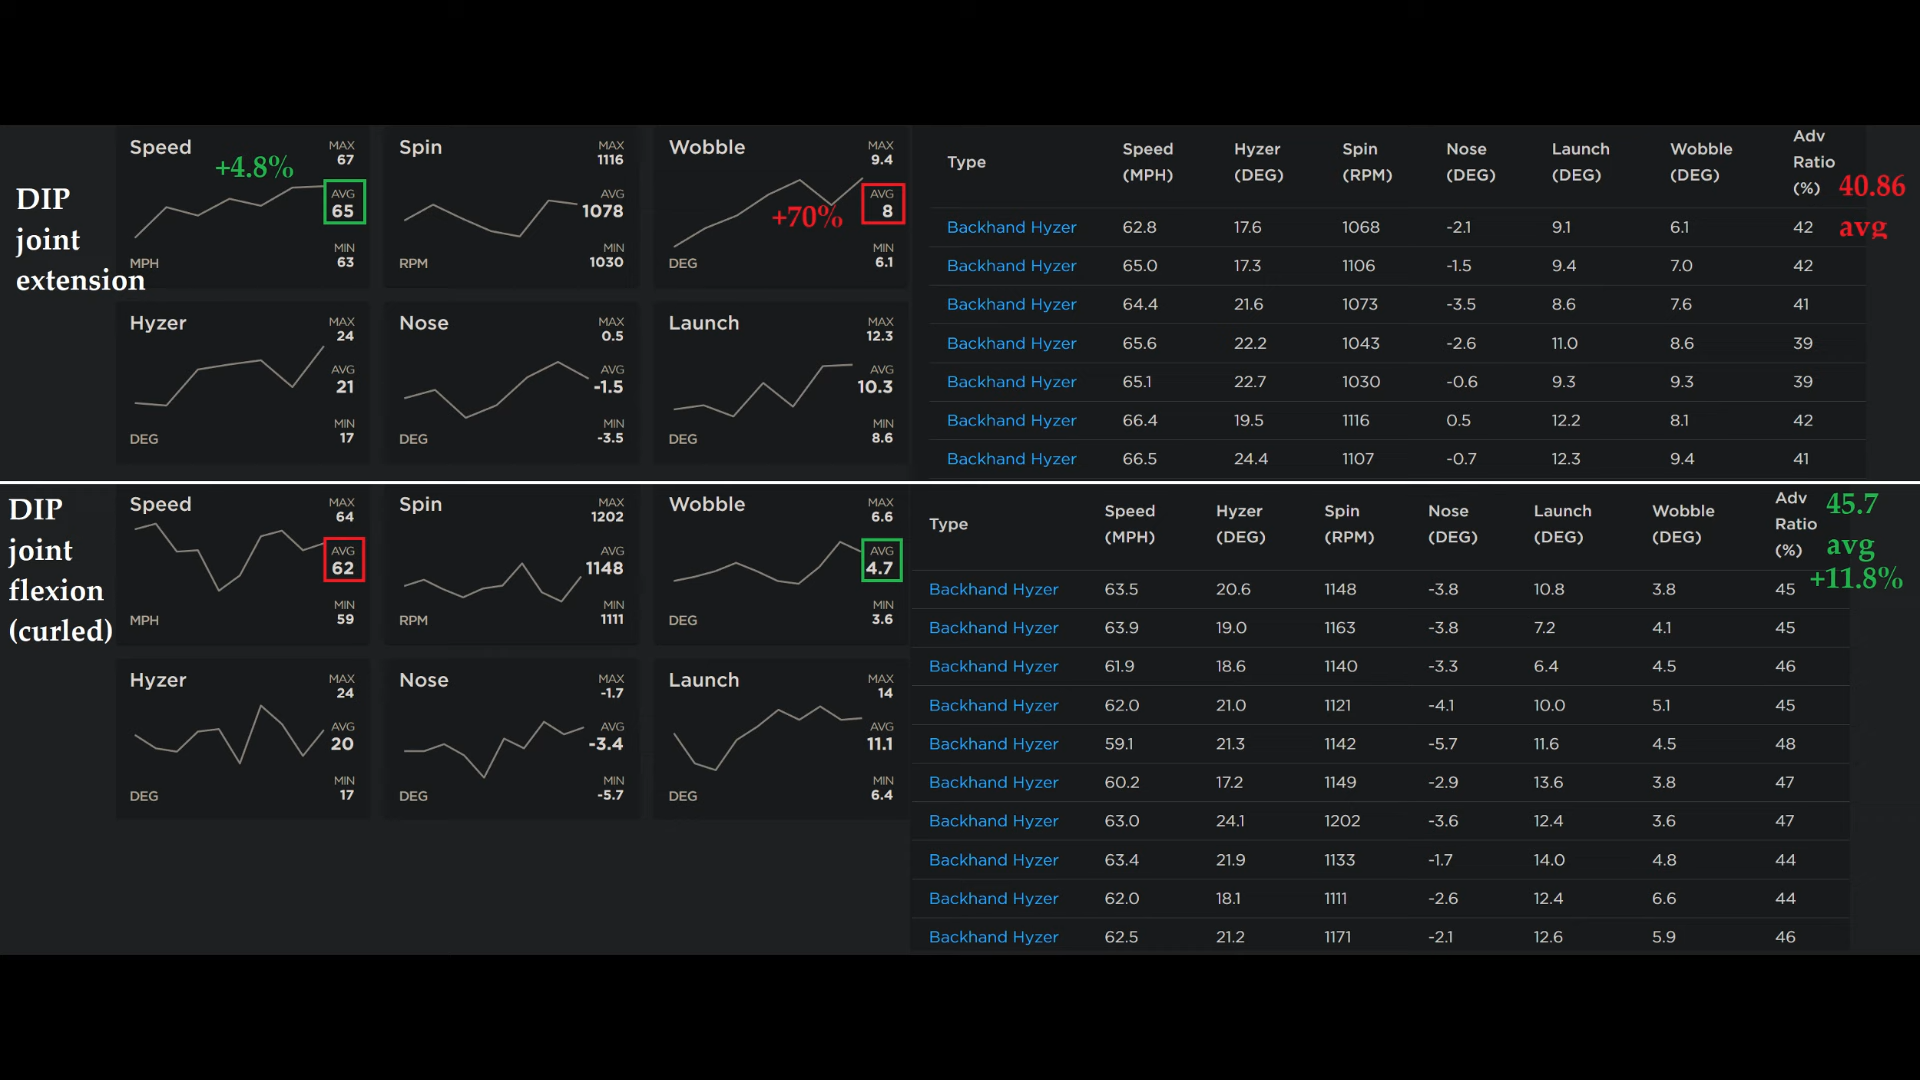 DIP
joint
extension
Speed
+4.8%
MAX
67
AVG
65
MIN
63
MPH
Spin
MAX
1116
AVG
1078
MIN
1030
RPM
Wobble
+70%
MAX
9.4
AVG
8
MIN
6.1
DEG
Hyzer
MAX
24
AVG
21
MIN
17
DEG
Nose
MAX
0.5
AVG
-1.5
MIN
-3.5
DEG
Launch
MAX
12.3
AVG
10.3
MIN
8.6
DEG
Type Speed (MPH) Hyzer (DEG) Spin (RPM) Nose (DEG) Launch (DEG) Wobble (DEG) Adv Ratio (%)
40.86
avg
Backhand Hyzer 62.8 17.6 1068 -2.1 9.1 6.1 42
Backhand Hyzer 65.0 17.3 1106 -1.5 9.4 7.0 42
Backhand Hyzer 64.4 21.6 1073 -3.5 8.6 7.6 41
Backhand Hyzer 65.6 22.2 1043 -2.6 11.0 8.6 39
Backhand Hyzer 65.1 22.7 1030 -0.6 9.3 9.3 39
Backhand Hyzer 66.4 19.5 1116 0.5 12.2 8.1 42
Backhand Hyzer 66.5 24.4 1107 -0.7 12.3 9.4 41
DIP
joint
flexion
(curled)
Speed
MAX
64
AVG
62
MIN
59
MPH
Spin
MAX
1202
AVG
1148
MIN
1111
RPM
Wobble
MAX
6.6
AVG
4.7
MIN
3.6
DEG
Hyzer
MAX
24
AVG
20
MIN
17
DEG
Nose
MAX
-1.7
AVG
-3.4
MIN
-5.7
DEG
Launch
MAX
14
AVG
11.1
MIN
6.4
DEG
Type Speed (MPH) Hyzer (DEG) Spin (RPM) Nose (DEG) Launch (DEG) Wobble (DEG) Adv Ratio (%)
45.7
avg
+11.8%
Backhand Hyzer 63.5 20.6 1148 -3.8 10.8 3.8 45
Backhand Hyzer 63.9 19.0 1163 -3.8 7.2 4.1 45
Backhand Hyzer 61.9 18.6 1140 -3.3 6.4 4.5 46
Backhand Hyzer 62.0 21.0 1121 -4.1 10.0 5.1 45
Backhand Hyzer 59.1 21.3 1142 -5.7 11.6 4.5 48
Backhand Hyzer 60.2 17.2 1149 -2.9 13.6 3.8 47
Backhand Hyzer 63.0 24.1 1202 -3.6 12.4 3.6 47
Backhand Hyzer 63.4 21.9 1133 -1.7 14.0 4.8 44
Backhand Hyzer 62.0 18.1 1111 -2.6 12.4 6.6 44
Backhand Hyzer 62.5 21.2 1171 -2.1 12.6 5.9 46